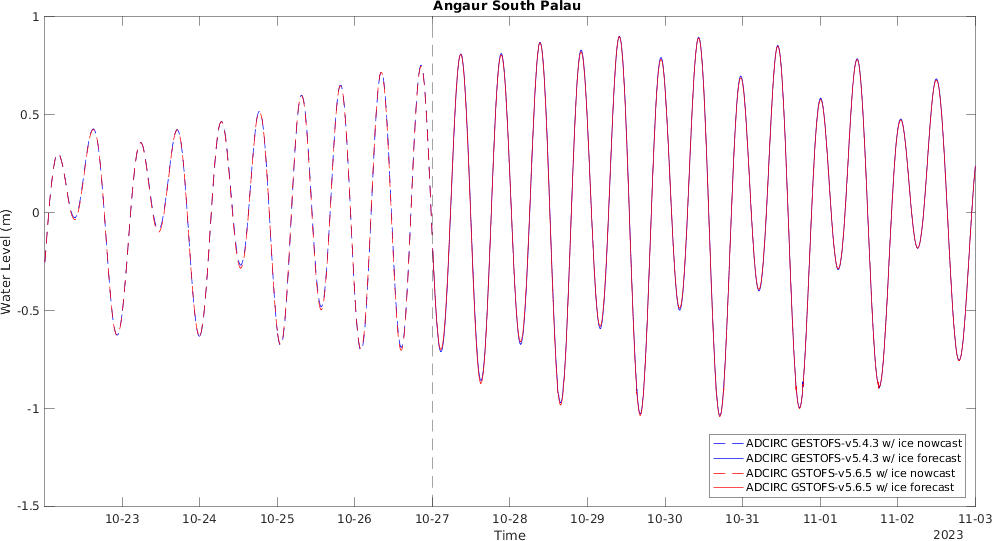 Angaur South Palau
1
0.5
0
-0.5
-1
-1.5
Water Level (m)
10-23 10-24 10-25 10-26 10-27 10-28 10-29 10-30 10-31 11-01 11-02 11-03
2023
Time
ADCIRC GESTOFS-v5.4.3 w/ ice nowcast
ADCIRC GESTOFS-v5.4.3 w/ ice forecast
ADCIRC GSTOFS-v5.6.5 w/ ice nowcast
ADCIRC GSTOFS-v5.6.5 w/ ice forecast